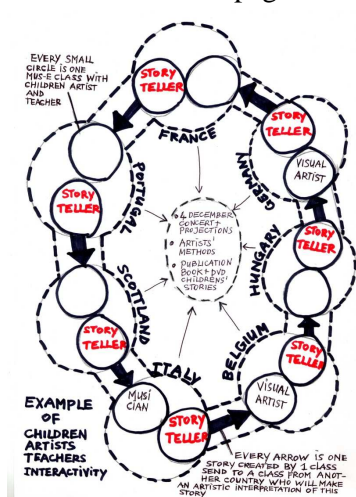 EVERY SMALL
CIRCLE IS ONE
MUS-E CLASS WITH
CHILDREN ARTIST
AND
TEACHER
STORY
TELLER
FRANCE
STORY
TELLER
GERMANY
VISUAL
ARTIST
PORTUGAL
STORY
TELLER
• 4 DECEMBER
CONCERT+
PROJECTIONS
• ARTISTS'
METHODS
• PUBLICATION
BOOK+DVD
CHILDRENS'
STORIES
STORY
TELLER
HUNGARY
SCOTTLAND
STORY
TELLER
STORY
TELLER
BELGIUM
VISUAL
ARTIST
ITALY
MUSI
CIAN
STORY
TELLER
EXAMPLE
OF
CHILDREN
ARTISTS
TEACHERS
INTERACTIVITY
EVERY ARROW IS ONE
STORY CREATED BY 1 CLASS
SEND TO A CLASS FROM ANOT-
HER COUNTRY WHO WILL MAKE
AN ARTISTIC INTERPRETATION OF THIS
STORY